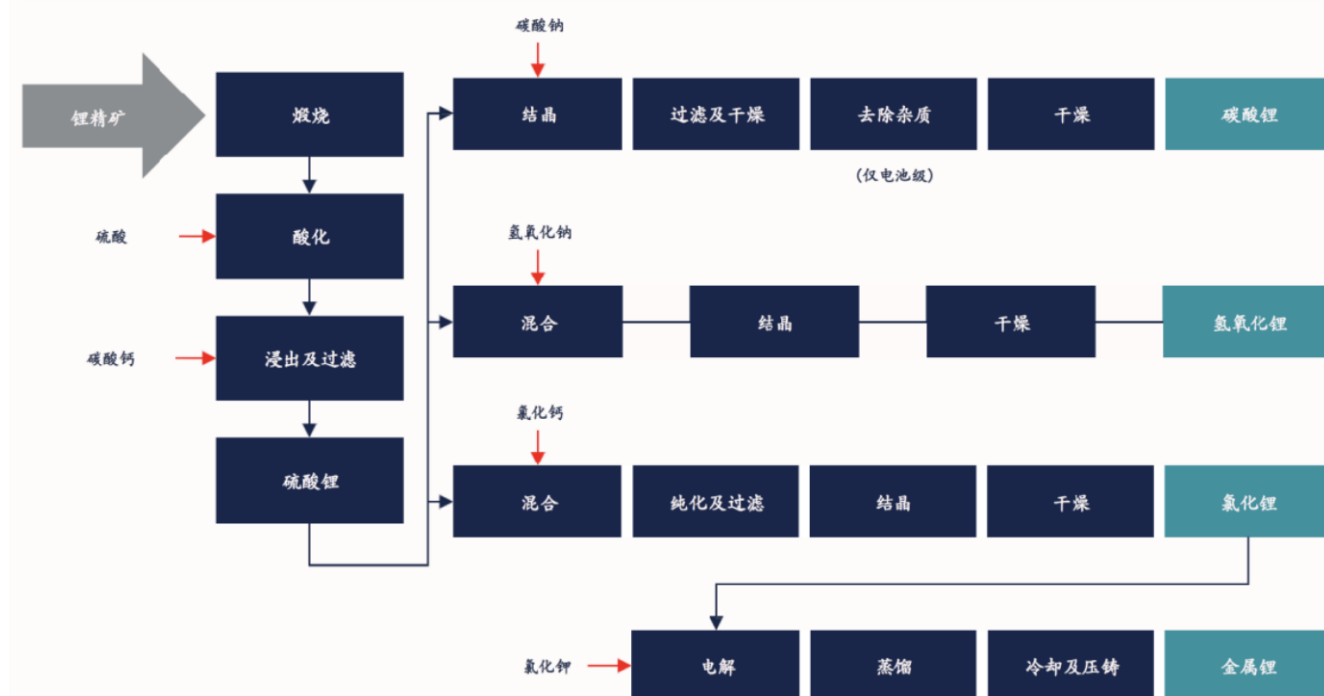 碳酸钠
锂精矿
煅烧
结晶
过滤及干燥
去除杂质
干燥
碳酸锂
(仅电池级)
硫酸
酸化
氢氧化钠
混合
结晶
干燥
氢氧化锂
碳酸钙
浸出及过滤
氯化钙
硫酸锂
混合
纯化及过滤
结晶
干燥
氯化锂
氯化钾
电解
蒸馏
冷却及压铸
金属锂